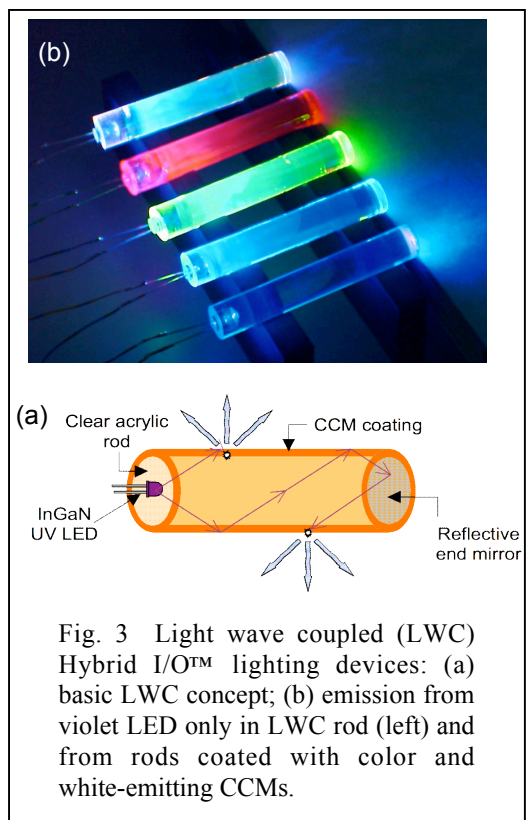 (b)
(a)
Clear acrylic
rod
CCM coating
InGaN
UV LED
Reflective
end mirror
Fig. 3 Light wave coupled (LWC)
Hybrid I/O™ lighting devices: (a)
basic LWC concept; (b) emission from
violet LED only in LWC rod (left) and
from rods coated with color and
white-emitting CCMs.